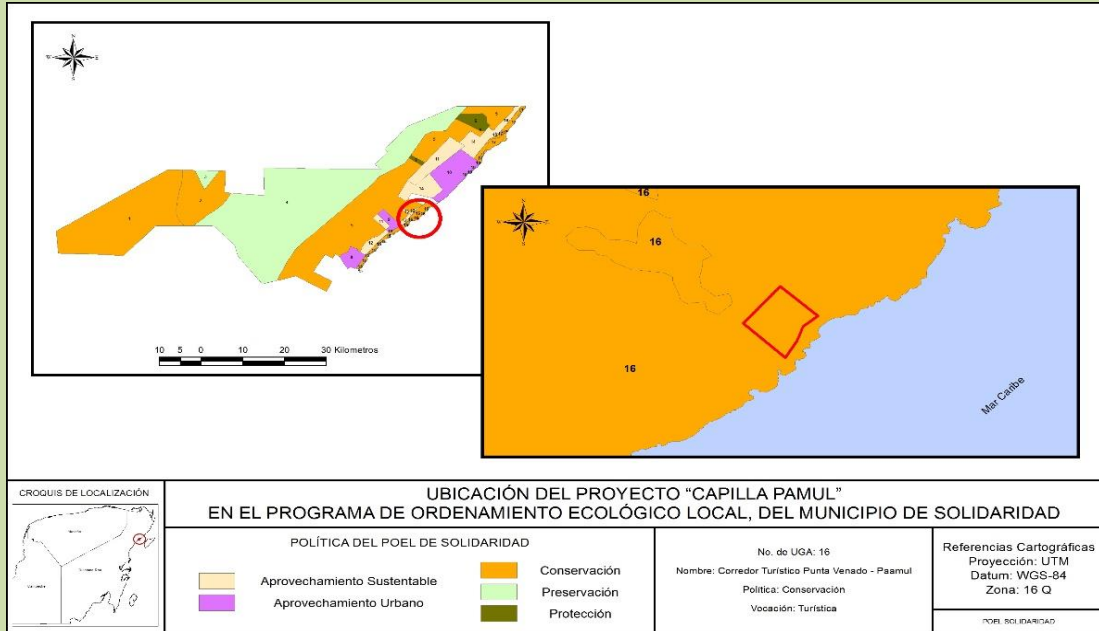 10 5 0 10 20 30 Kilometros
16
16
16
Mar Caribe
CROQUIS DE LOCALIZACIÓN
UBICACIÓN DEL PROYECTO “CAPILLA PAMUL”
EN EL PROGRAMA DE ORDENAMIENTO ECOLÓGICO LOCAL, DEL MUNICIPIO DE SOLIDARIDAD
POLÍTICA DEL POEL DE SOLIDARIDAD
Aprovechamiento Sustentable
Aprovechamiento Urbano
Conservación
Preservación
Protección
No. de UGA: 16
Nombre: Corredor Turístico Punta Venado - Paamul
Política: Conservación
Vocación: Turística
Referencias Cartográficas
Proyección: UTM
Datum: WGS-84
Zona: 16 Q
POEL SOLIDARIDAD